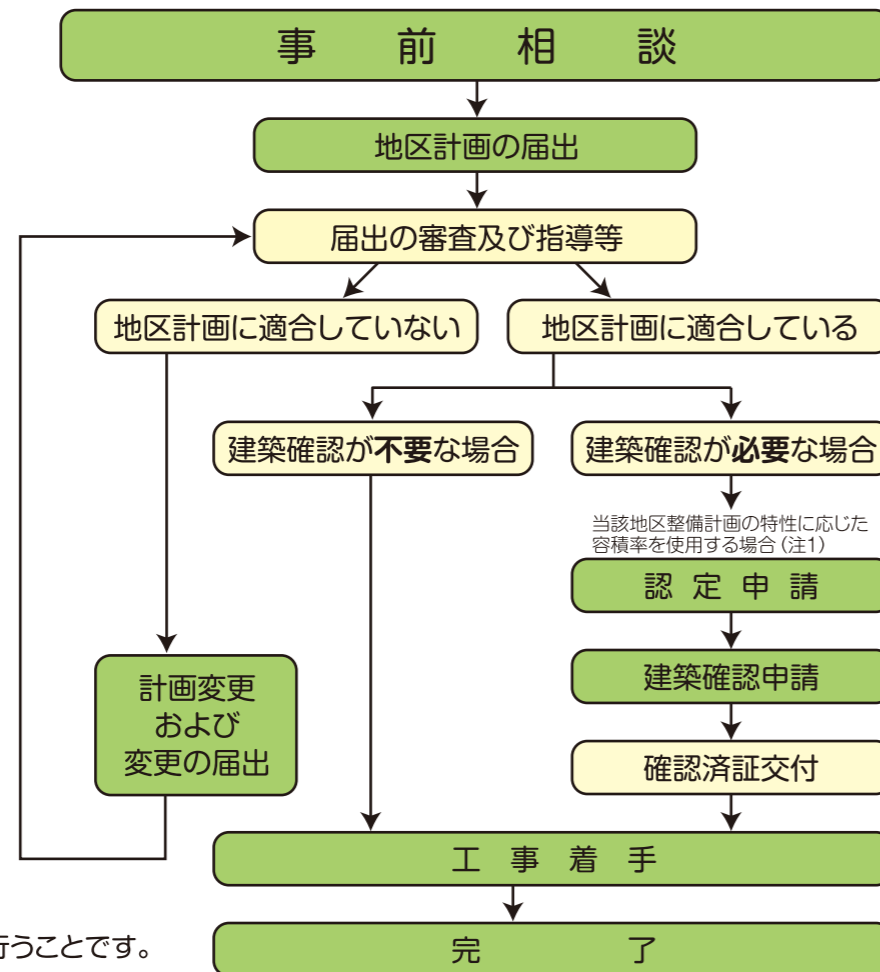 事前相談
地区計画の届出
届出の審査及び指導等
地区計画に適合していない
地区計画に適合している
建築確認が不要な場合
建築確認が必要な場合
当該地区整備計画の特性に応じた
容積率を使用する場合(注1)
認定申請
建築確認申請
計画変更
および
変更の届出
確認済証交付
工事着手
行うことです。
完了